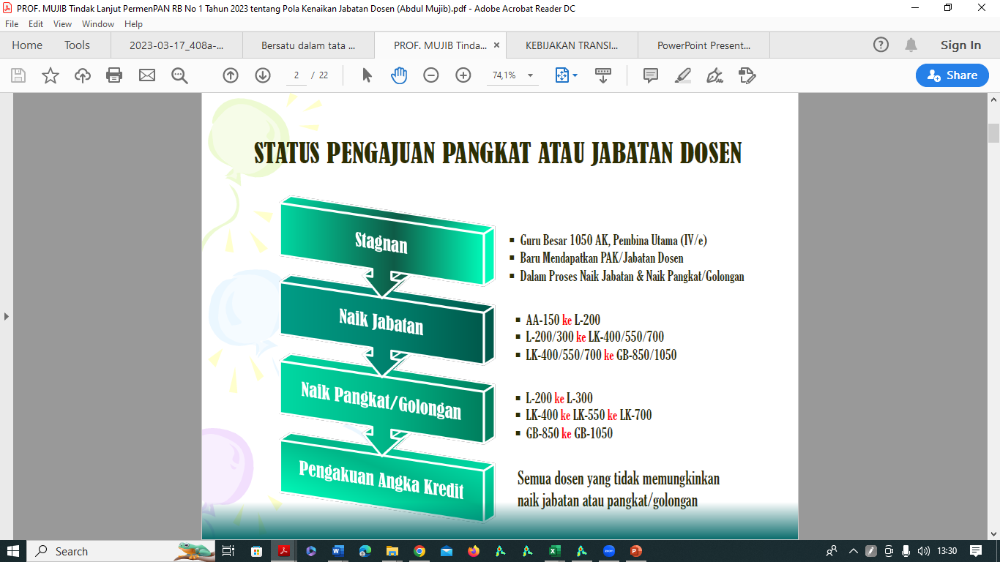 PROF. MUJIB Tindak Lanjut PermenPAN RB No 1 Tahun 2023 tentang Pola Kenaikan Jabatan Dosen (Abdul Mujib).pdf - Adobe Acrobat Reader DC
File Edit View Window Help
Home Tools 2023-03-17_408a-... Bersatu dalam tata ... PROF. MUJIB Tinda... × KEBIJAKAN TRANSI... PowerPoint Present... Sign In
2 / 22 74,1% Share
STATUS PENGAJUAN PANGKAT ATAU JABATAN DOSEN
Stagnan
▪ Guru Besar 1050 AK, Pembina Utama (IV/e)
▪ Baru Mendapatkan PAK/Jabatan Dosen
▪ Dalam Proses Naik Jabatan & Naik Pangkat/Golongan
Naik Jabatan
▪ AA-150 ke L-200
▪ L-200/300 ke LK-400/550/700
▪ LK-400/550/700 ke GB-850/1050
Naik Pangkat/Golongan
▪ L-200 ke L-300
▪ LK-400 ke LK-550 ke LK-700
▪ GB-850 ke GB-1050
Pengakuan Angka Kredit
Semua dosen yang tidak memungkinkan
naik jabatan atau pangkat/golongan
Search 13:30